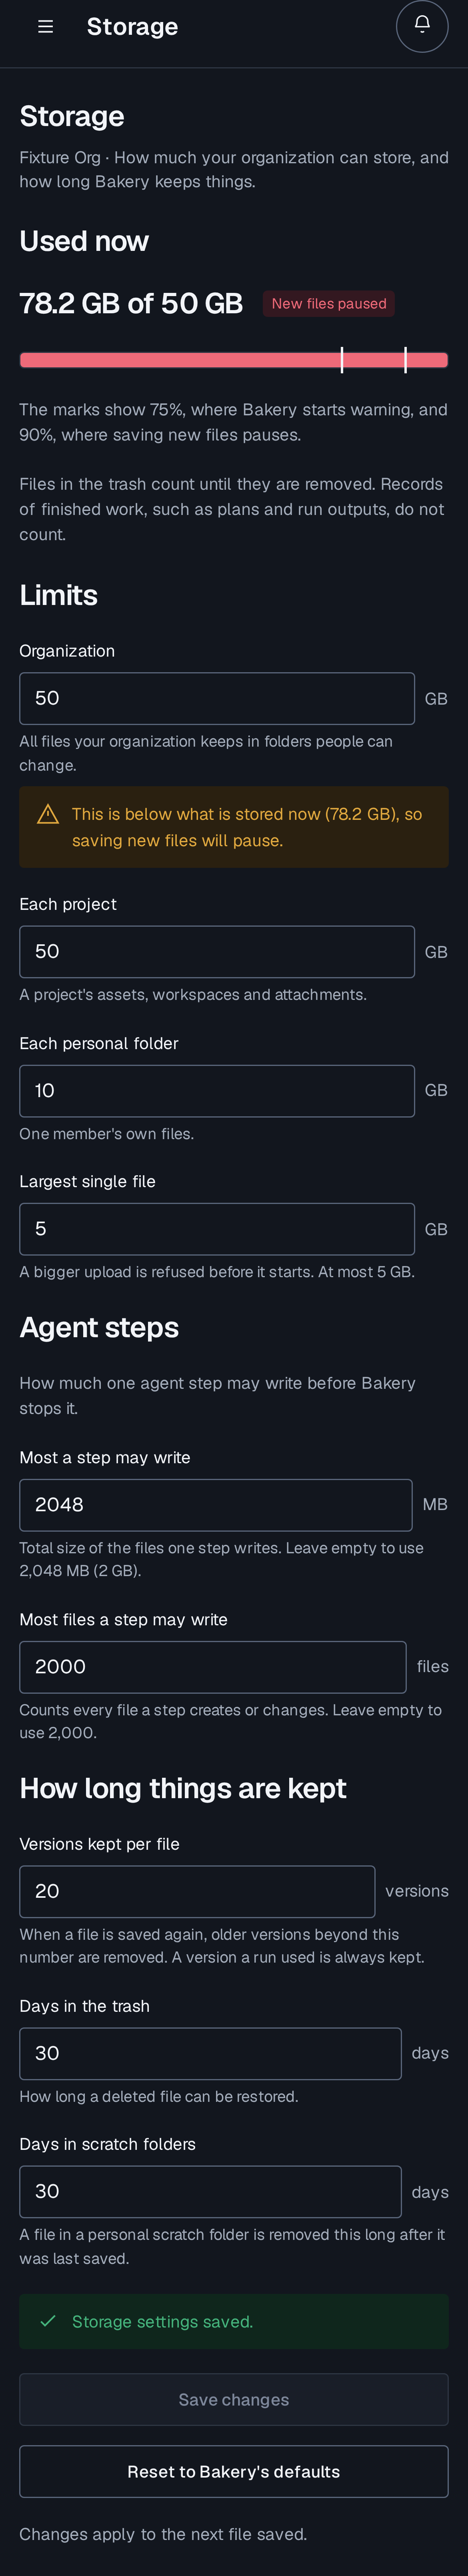 Storage
Storage
Fixture Org · How much your organization can store, and
how long Bakery keeps things.
Used now
78.2 GB of 50 GB New files paused
The marks show 75%, where Bakery starts warning, and
90%, where saving new files pauses.
Files in the trash count until they are removed. Records
of finished work, such as plans and run outputs, do not
count.
Limits
Organization
50 GB
All files your organization keeps in folders people can
change.
This is below what is stored now (78.2 GB), so
saving new files will pause.
Each project
50 GB
A project's assets, workspaces and attachments.
Each personal folder
10 GB
One member's own files.
Largest single file
5 GB
A bigger upload is refused before it starts. At most 5 GB.
Agent steps
How much one agent step may write before Bakery
stops it.
Most a step may write
2048 MB
Total size of the files one step writes. Leave empty to use
2,048 MB (2 GB).
Most files a step may write
2000 files
Counts every file a step creates or changes. Leave empty to
use 2,000.
How long things are kept
Versions kept per file
20 versions
When a file is saved again, older versions beyond this
number are removed. A version a run used is always kept.
Days in the trash
30 days
How long a deleted file can be restored.
Days in scratch folders
30 days
A file in a personal scratch folder is removed this long after it
was last saved.
Storage settings saved.
Save changes
Reset to Bakery's defaults
Changes apply to the next file saved.